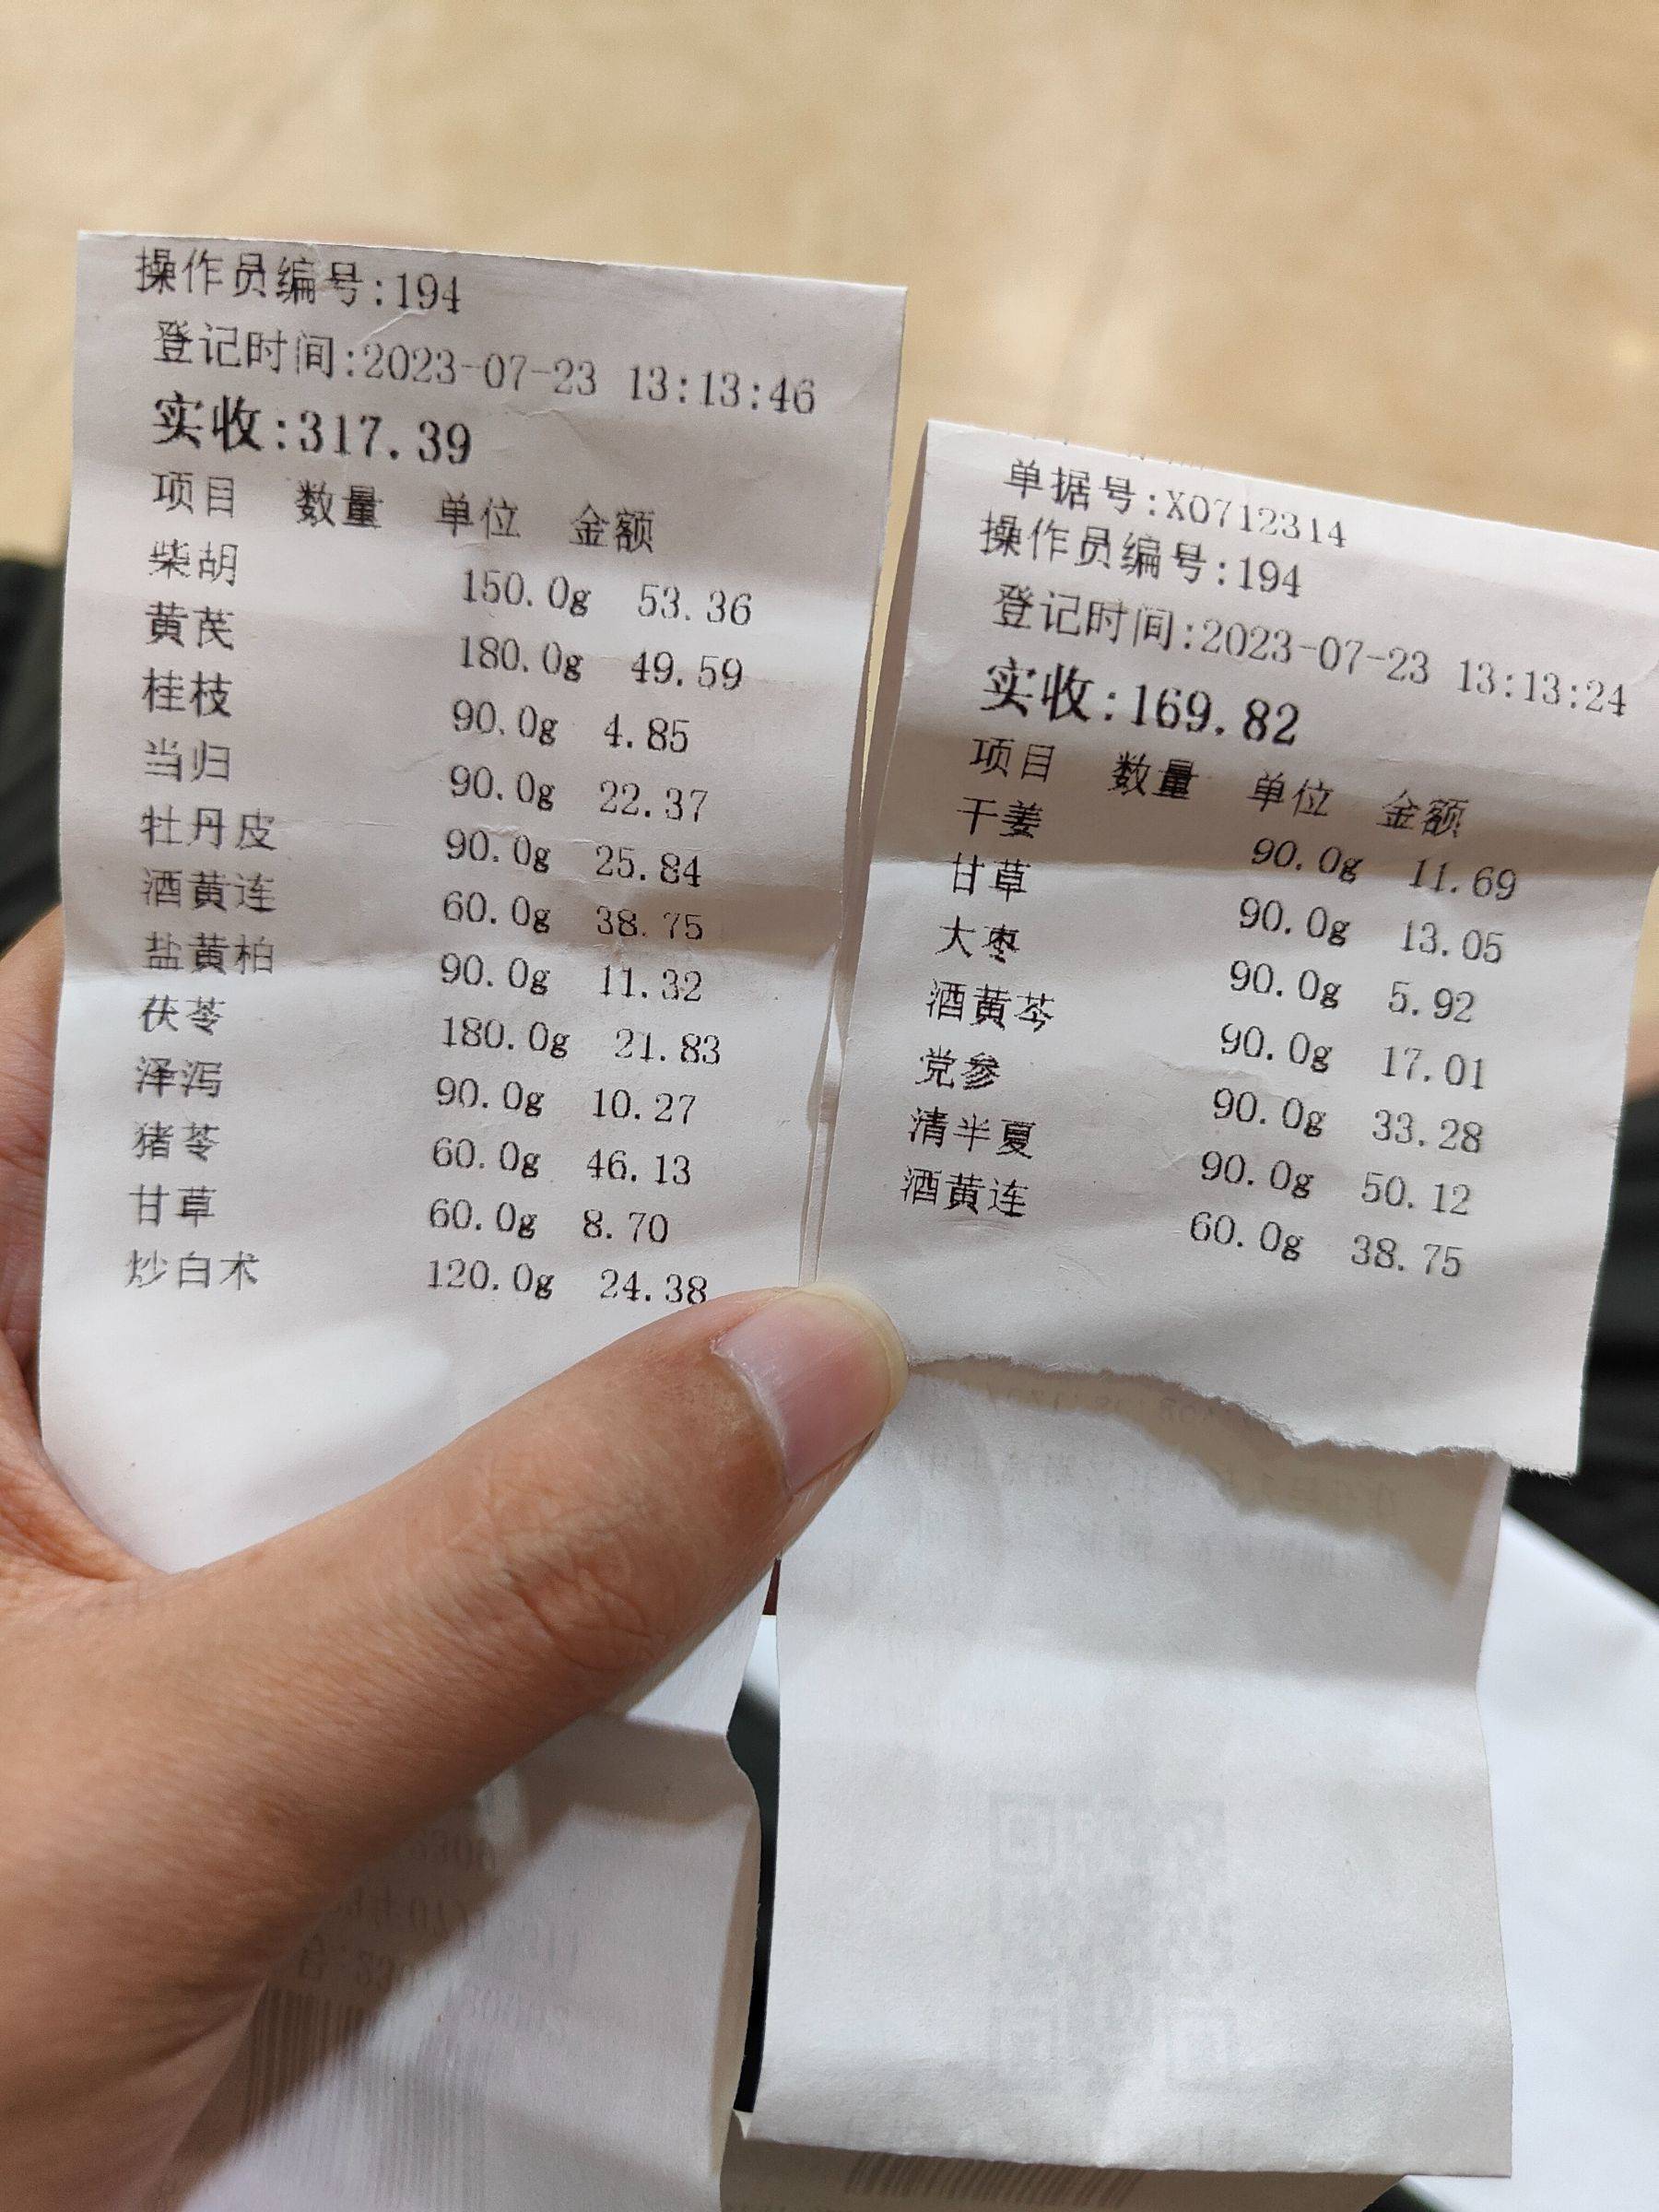 操作员编号:194
登记时间:2023-07-23 13:13:46
实收:317.39
项目 数量 单位 金额
柴胡 150.0g 53.36
黄芪 180.0g 49.59
桂枝 90.0g 4.85
当归 90.0g 22.37
牡丹皮 90.0g 25.84
酒黄连 60.0g 38.75
盐黄柏 90.0g 11.32
茯苓 180.0g 21.83
泽泻 90.0g 10.27
猪苓 60.0g 46.13
甘草 60.0g 8.70
炒白术 120.0g 24.38
单据号:X0712314
操作员编号:194
登记时间:2023-07-23 13:13:24
实收:169.82
项目 数量 单位 金额
干姜 90.0g 11.69
甘草 90.0g 13.05
大枣 90.0g 5.92
酒黄芩 90.0g 17.01
党参 90.0g 33.28
清半夏 90.0g 50.12
酒黄连 60.0g 38.75